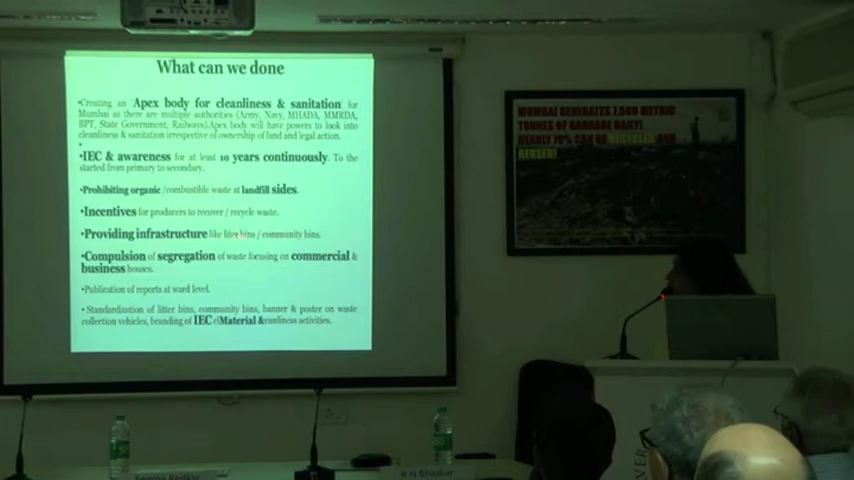 What can we done
•Creating an 'Apex body for cleanliness & sanitation' for
Mumbai as there are multiple authorities (Army, Navy, MHADA, MMRDA,
BPT, State Government, Railways).Apex body will have powers to look into
cleanliness & sanitation irrespective of ownership of land and legal action.
•
•IEC & awareness for at least 10 years continuously. To the
started from primary to secondary.
•Prohibiting organic /combustible waste at landfill sides.
•Incentives for producers to recover / recycle waste.
•Providing infrastructure like litter bins / community bins.
•Compulsion of segregation of waste focusing on commercial &
business houses.
•Publication of reports at ward level.
• Standardization of litter bins, community bins, banner & poster on waste
collection vehicles, branding of IEC Material & activities.
MUMBAI GENERATES 7,500 METRIC
TONNES OF GARBAGE DAILY!
NEARLY 70% CAN BE RECYCLED AND
REUSED!
Seema Redkar
R N Bhaskar